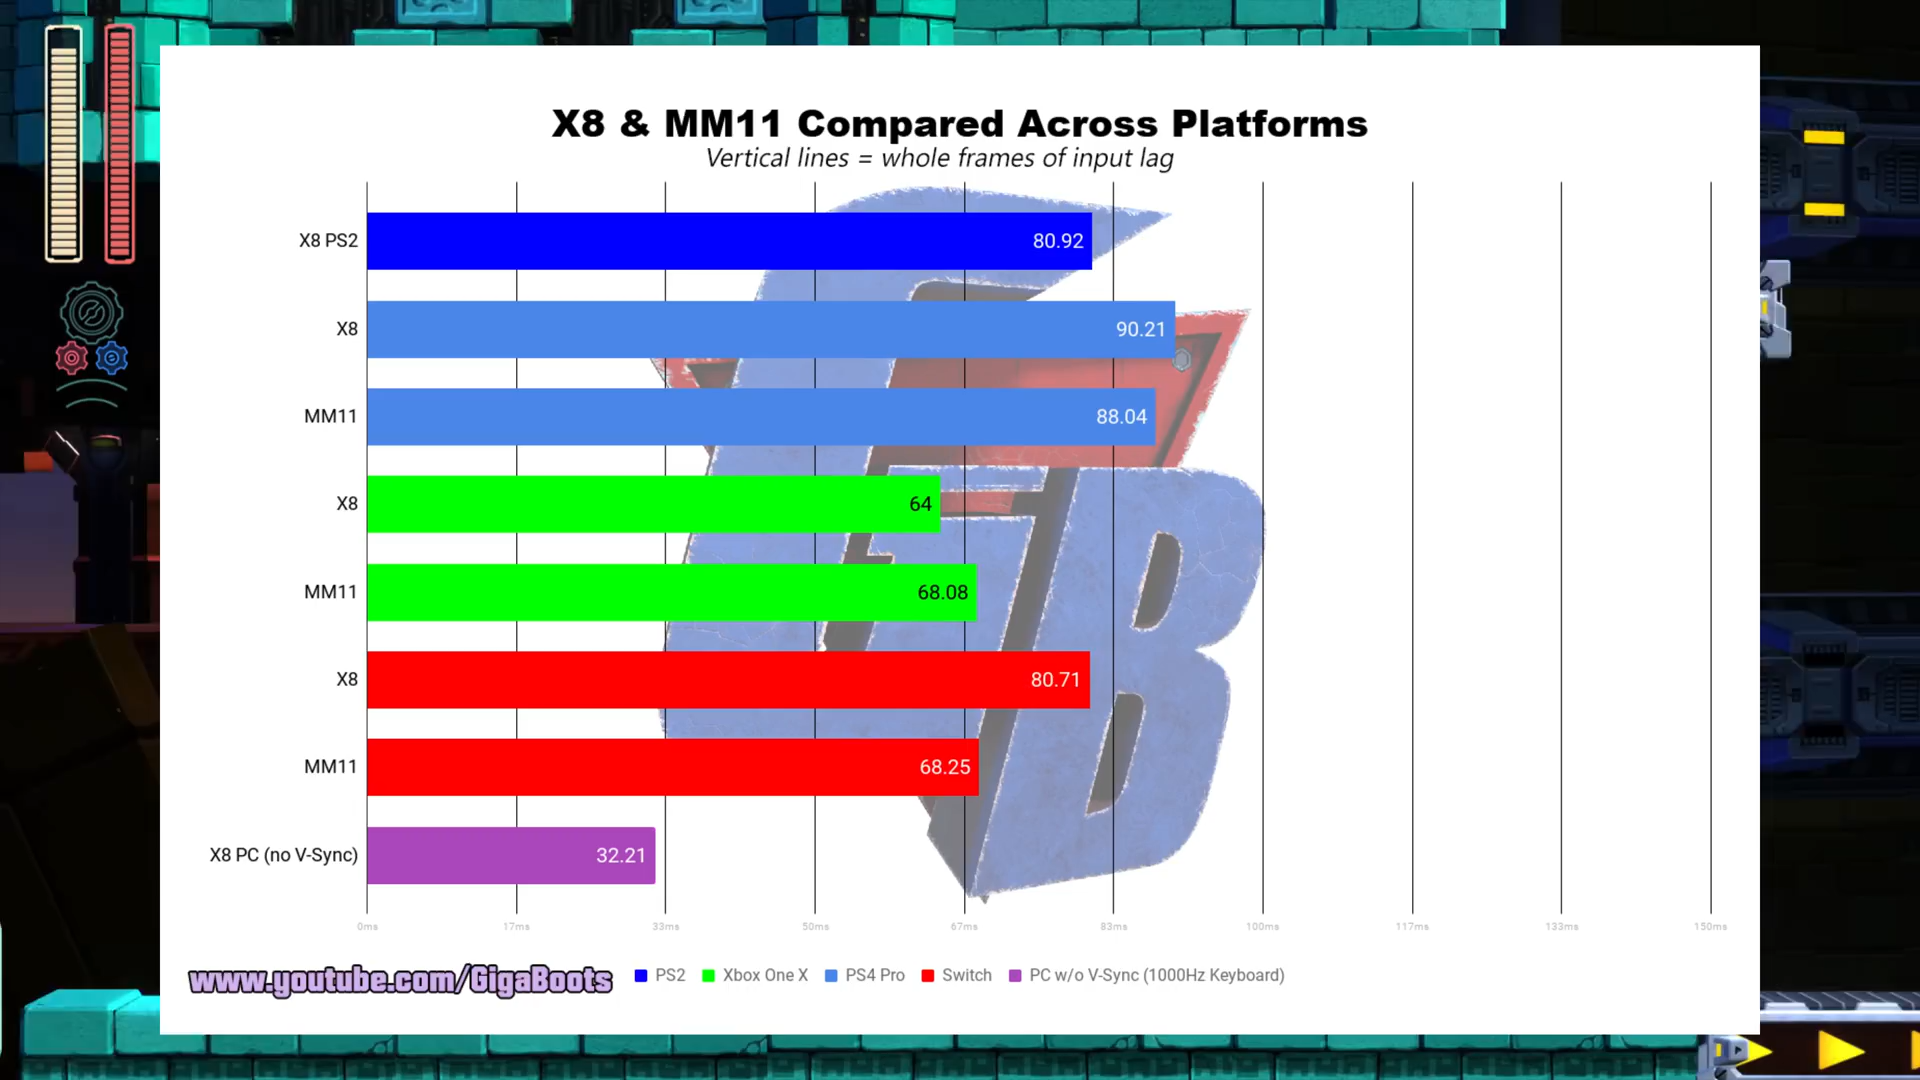 X8 & MM11 Compared Across Platforms
Vertical lines = whole frames of input lag
X8 PS2 80.92
X8 90.21
MM11 88.04
X8 64
MM11 68.08
X8 80.71
MM11 68.25
X8 PC (no V-Sync) 32.21
0ms 17ms 33ms 50ms 67ms 83ms 100ms 117ms 133ms 150ms
www.youtube.com/GigaBoots PS2 Xbox One X PS4 Pro Switch PC w/o V-Sync (1000Hz Keyboard)